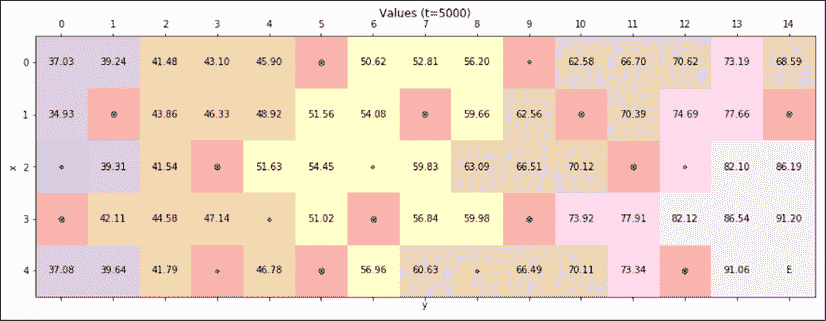 Values (t=5000)
0 1 2 3 4 5 6 7 8 9 10 11 12 13 14
0 37.03 39.24 41.48 43.10 45.90 50.62 52.81 56.20 62.58 66.70 70.62 73.19 68.59
1 34.93 43.86 46.33 48.92 51.56 54.08 59.66 62.56 70.39 74.69 77.66
x 2 39.31 41.54 51.63 54.45 59.83 63.09 66.51 70.12 82.10 86.19
3 42.11 44.58 47.14 51.02 56.84 59.98 73.92 77.91 82.12 86.54 91.20
4 37.08 39.64 41.79 46.78 56.96 60.63 66.49 70.11 73.34 91.06 E
y